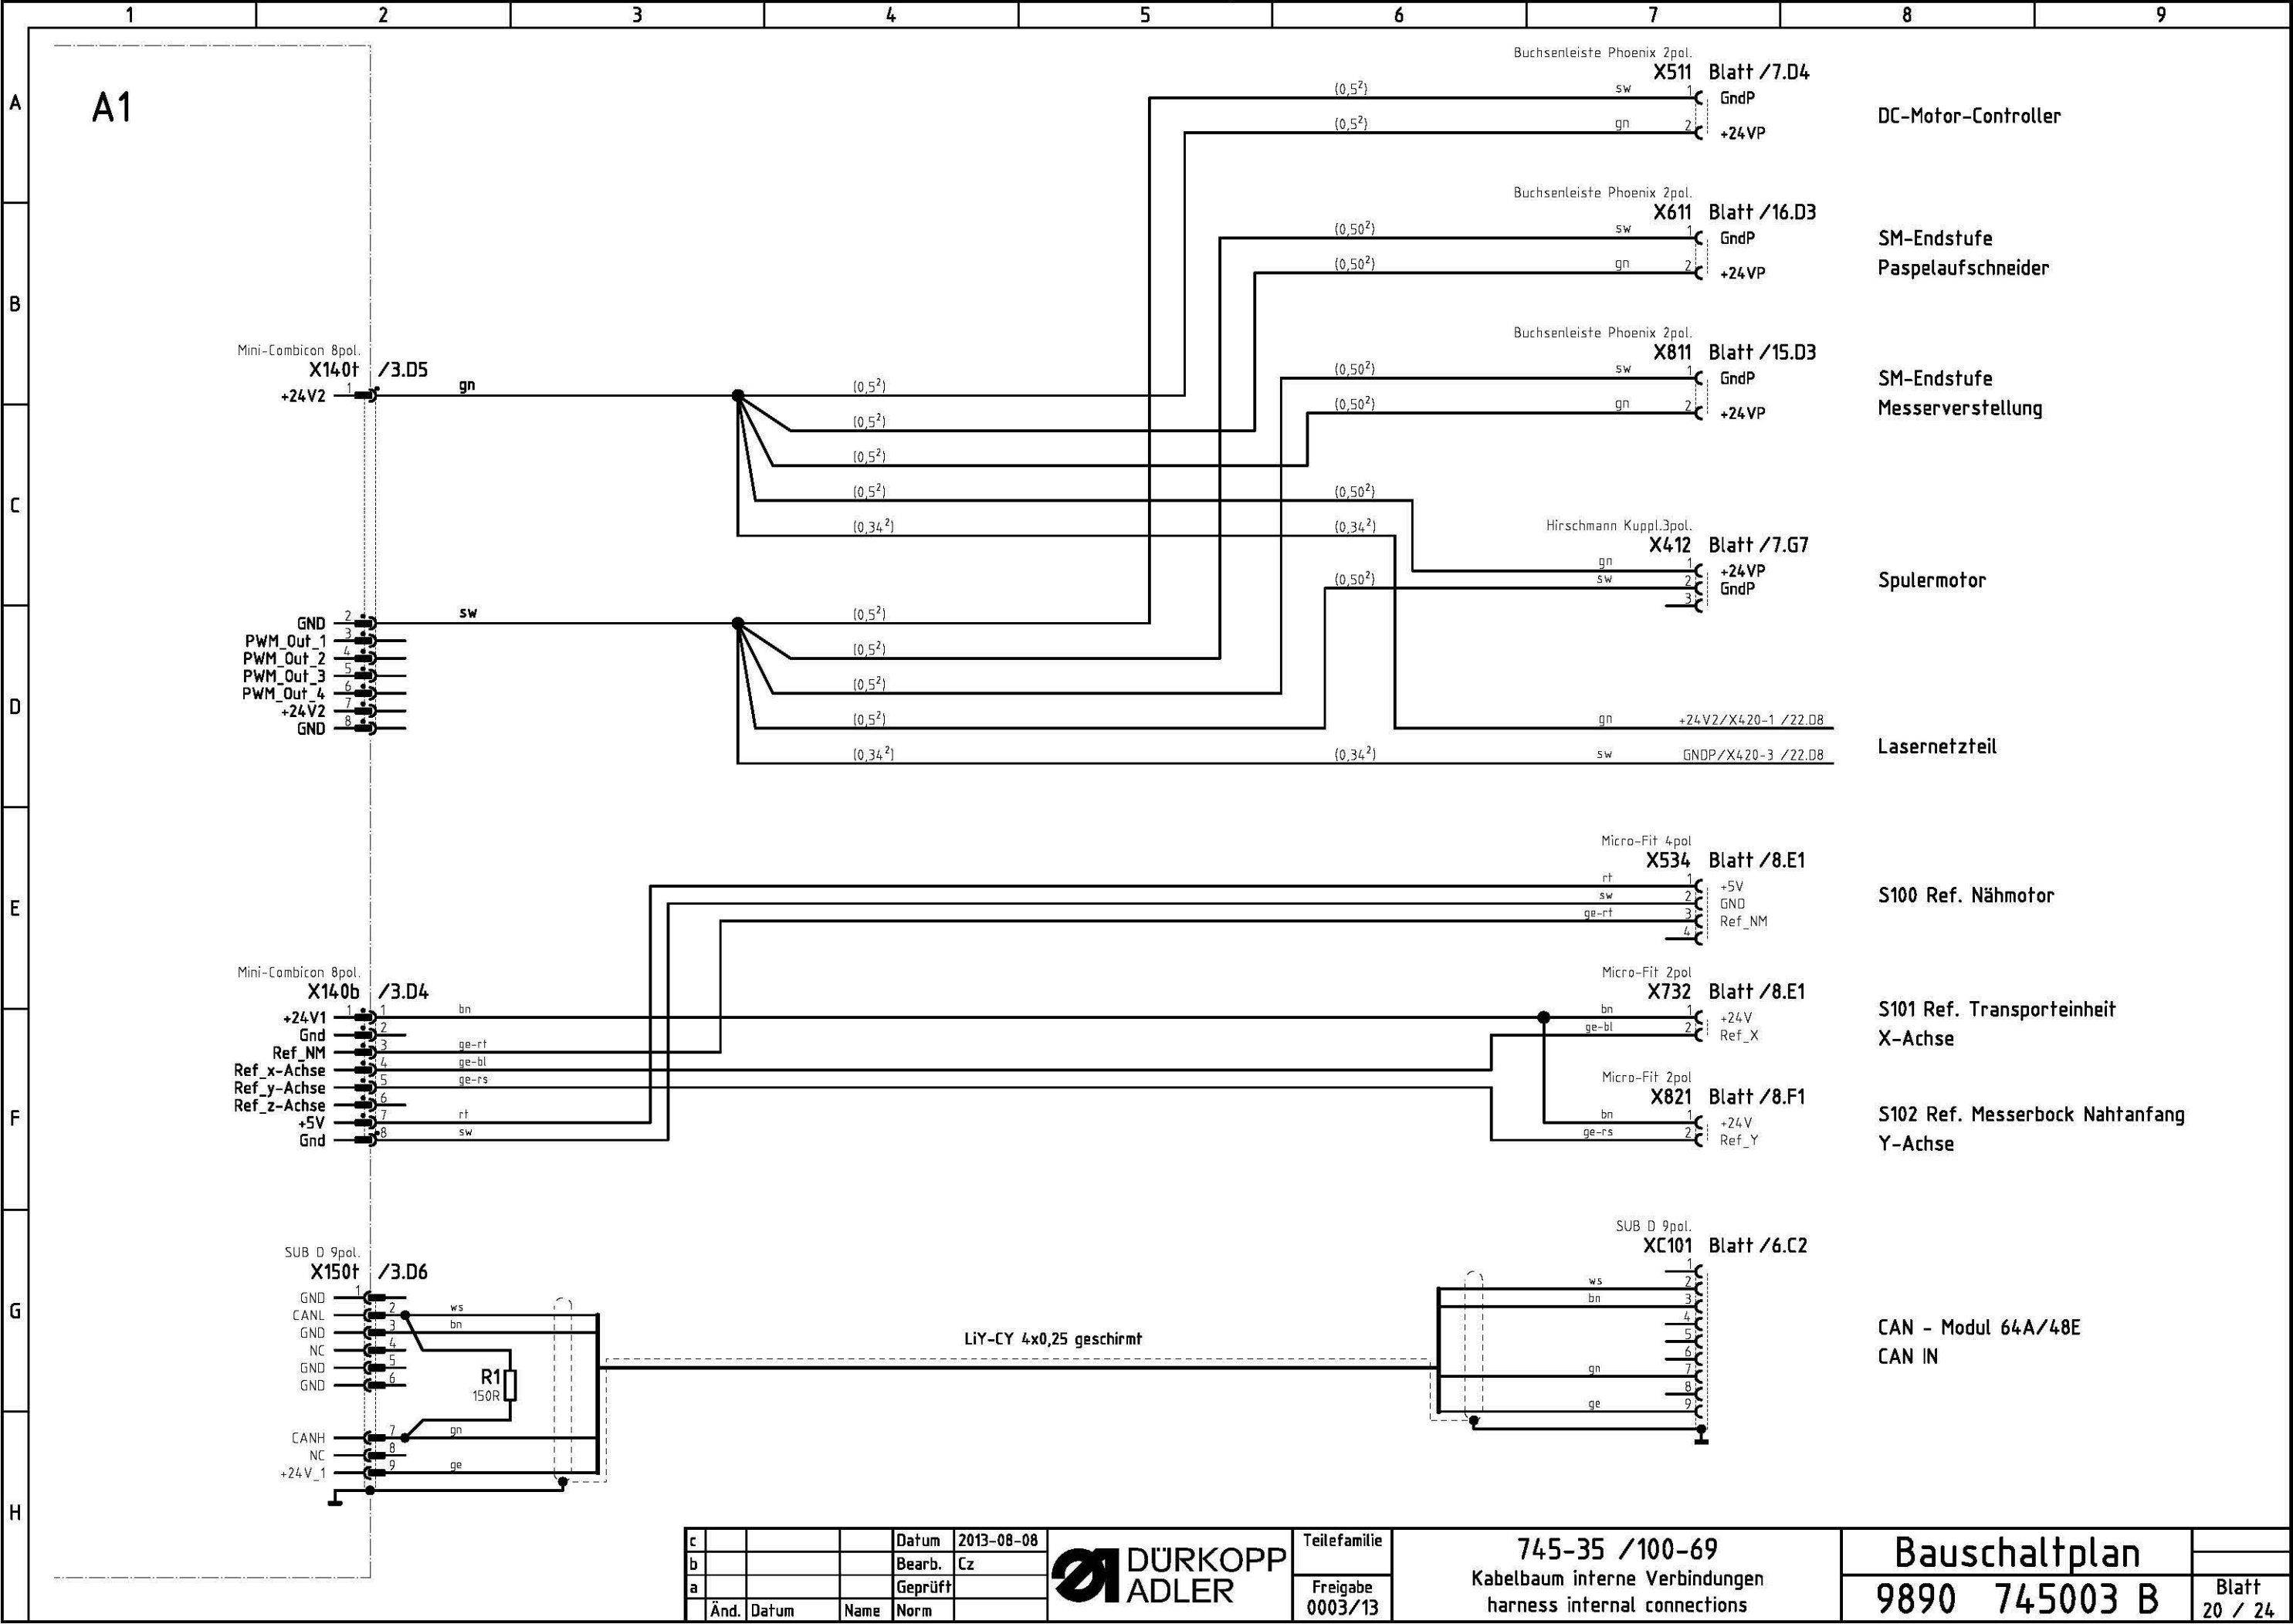 1 2 3 4 5 6 7 8 9
A
B
C
D
E
F
G
H
A1
Buchsenleiste Phoenix 2pol.
X511 Blatt /7.D4
(0,5²) sw 1 GndP
(0,5²) gn 2 +24VP
DC-Motor-Controller
Buchsenleiste Phoenix 2pol.
X611 Blatt /16.D3
(0,50²) sw 1 GndP
(0,50²) gn 2 +24VP
SM-Endstufe
Paspelaufschneider
Buchsenleiste Phoenix 2pol.
X811 Blatt /15.D3
(0,50²) sw 1 GndP
(0,50²) gn 2 +24VP
SM-Endstufe
Messerverstellung
Mini-Combicon 8pol.
X140t /3.D5
+24V2 1 gn (0,5²)
(0,5²)
(0,5²)
(0,5²) (0,50²)
(0,34²) (0,34²)
Hirschmann Kuppl.3pol.
X412 Blatt /7.G7
gn 1 +24VP
(0,50²) sw 2 GndP
3
Spulermotor
GND 2 sw (0,5²)
PWM_Out_1 3
PWM_Out_2 4 (0,5²)
PWM_Out_3 5
PWM_Out_4 6 (0,5²)
+24V2 7
GND 8 (0,5²)
gn +24V2/X420-1 /22.D8
(0,34²) (0,34²) sw GNDP/X420-3 /22.D8
Lasernetzteil
Micro-Fit 4pol
X534 Blatt /8.E1
rt 1 +5V
sw 2 GND
ge-rt 3 Ref_NM
4
S100 Ref. Nähmotor
Mini-Combicon 8pol.
X140b /3.D4
+24V1 1 1 bn
Gnd 2
Ref_NM 3 ge-rt
Ref_x-Achse 4 ge-bl
Ref_y-Achse 5 ge-rs
Ref_z-Achse 6
+5V 7 rt
Gnd 8 sw
Micro-Fit 2pol
X732 Blatt /8.E1
bn 1 +24V
ge-bl 2 Ref_X
S101 Ref. Transporteinheit
X-Achse
Micro-Fit 2pol
X821 Blatt /8.F1
bn 1 +24V
ge-rs 2 Ref_Y
S102 Ref. Messerbock Nahtanfang
Y-Achse
SUB D 9pol.
X150t /3.D6
GND 1
CANL 2 ws
GND 3 bn
NC 4
GND 5
GND 6
R1
150R
CANH 7 gn
NC 8
+24V_1 9 ge
LiY-CY 4x0,25 geschirmt
SUB D 9pol.
XC101 Blatt /6.C2
1
ws 2
bn 3
4
5
6
gn 7
8
ge 9
CAN - Modul 64A/48E
CAN IN
c Datum 2013-08-08
b Bearb. Cz
a Geprüft
Änd. Datum Name Norm
DÜRKOPP
ADLER
Teilefamilie
Freigabe
0003/13
745-35 /100-69
Kabelbaum interne Verbindungen
harness internal connections
Bauschaltplan
9890 745003 B
Blatt
20 / 24